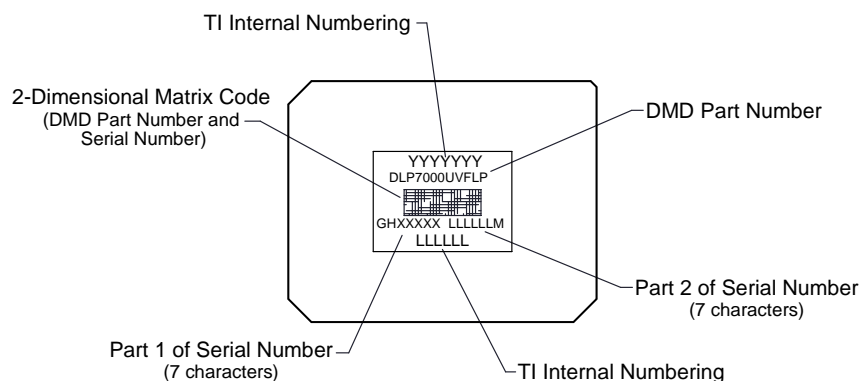 TI Internal Numbering
2-Dimensional Matrix Code
(DMD Part Number and
Serial Number)
DMD Part Number
YYYYYYY
DLP7000UVFLP
GHXXXXX LLLLLLM
LLLLLL
Part 2 of Serial Number
(7 characters)
Part 1 of Serial Number
(7 characters)
TI Internal Numbering